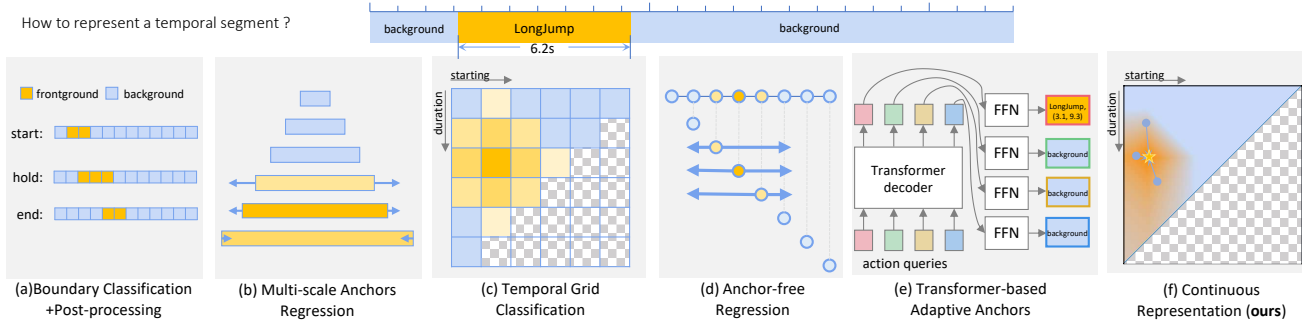 How to represent a temporal segment ?
background
LongJump
background
6.2s
frontground
background
start:
hold:
end:
(a)Boundary Classification
+Post-processing
(b) Multi-scale Anchors
Regression
starting
duration
(c) Temporal Grid
Classification
(d) Anchor-free
Regression
Transformer
decoder
action queries
FFN
LongJump,
(3.1, 9.3)
FFN
background
FFN
background
FFN
background
(e) Transformer-based
Adaptive Anchors
starting
duration
(f) Continuous
Representation (ours)